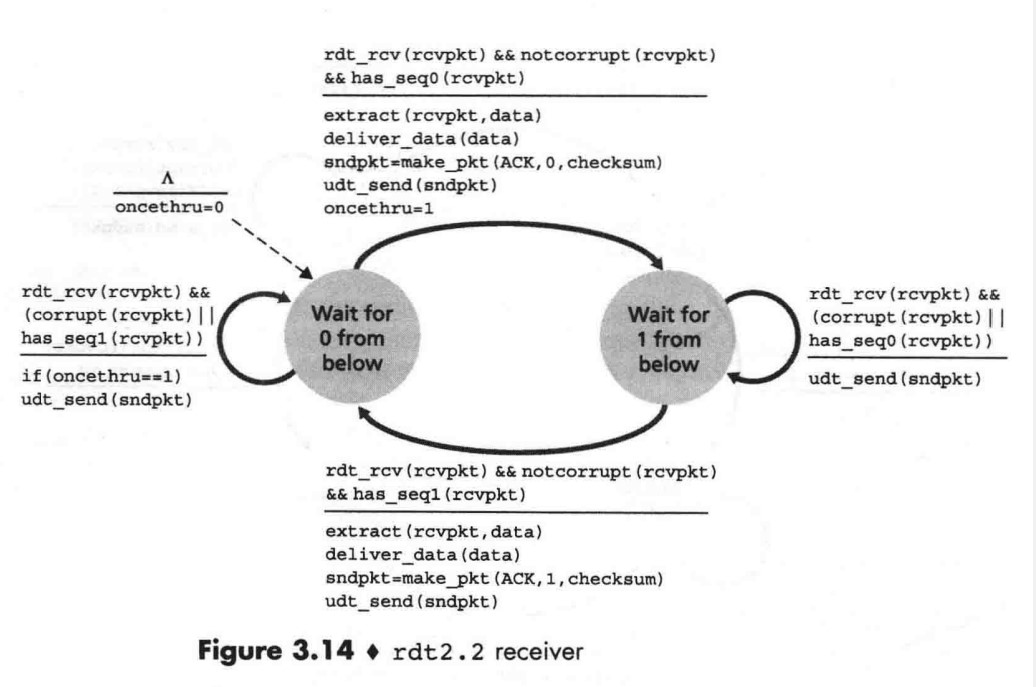 rdt_rcv(rcvpkt) && notcorrupt(rcvpkt)
&& has_seq0(rcvpkt)
extract(rcvpkt,data)
deliver_data(data)
sndpkt=make_pkt(ACK,0,checksum)
udt_send(sndpkt)
oncethru=1
Λ
oncethru=0
rdt_rcv(rcvpkt) &&
(corrupt(rcvpkt)||
has_seq1(rcvpkt))
if(oncethru==1)
udt_send(sndpkt)
Wait for
0 from
below
Wait for
1 from
below
rdt_rcv(rcvpkt) &&
(corrupt(rcvpkt)||
has_seq0(rcvpkt))
udt_send(sndpkt)
rdt_rcv(rcvpkt) && notcorrupt(rcvpkt)
&& has_seq1(rcvpkt)
extract(rcvpkt,data)
deliver_data(data)
sndpkt=make_pkt(ACK,1,checksum)
udt_send(sndpkt)
Figure 3.14 ♦ rdt2.2 receiver